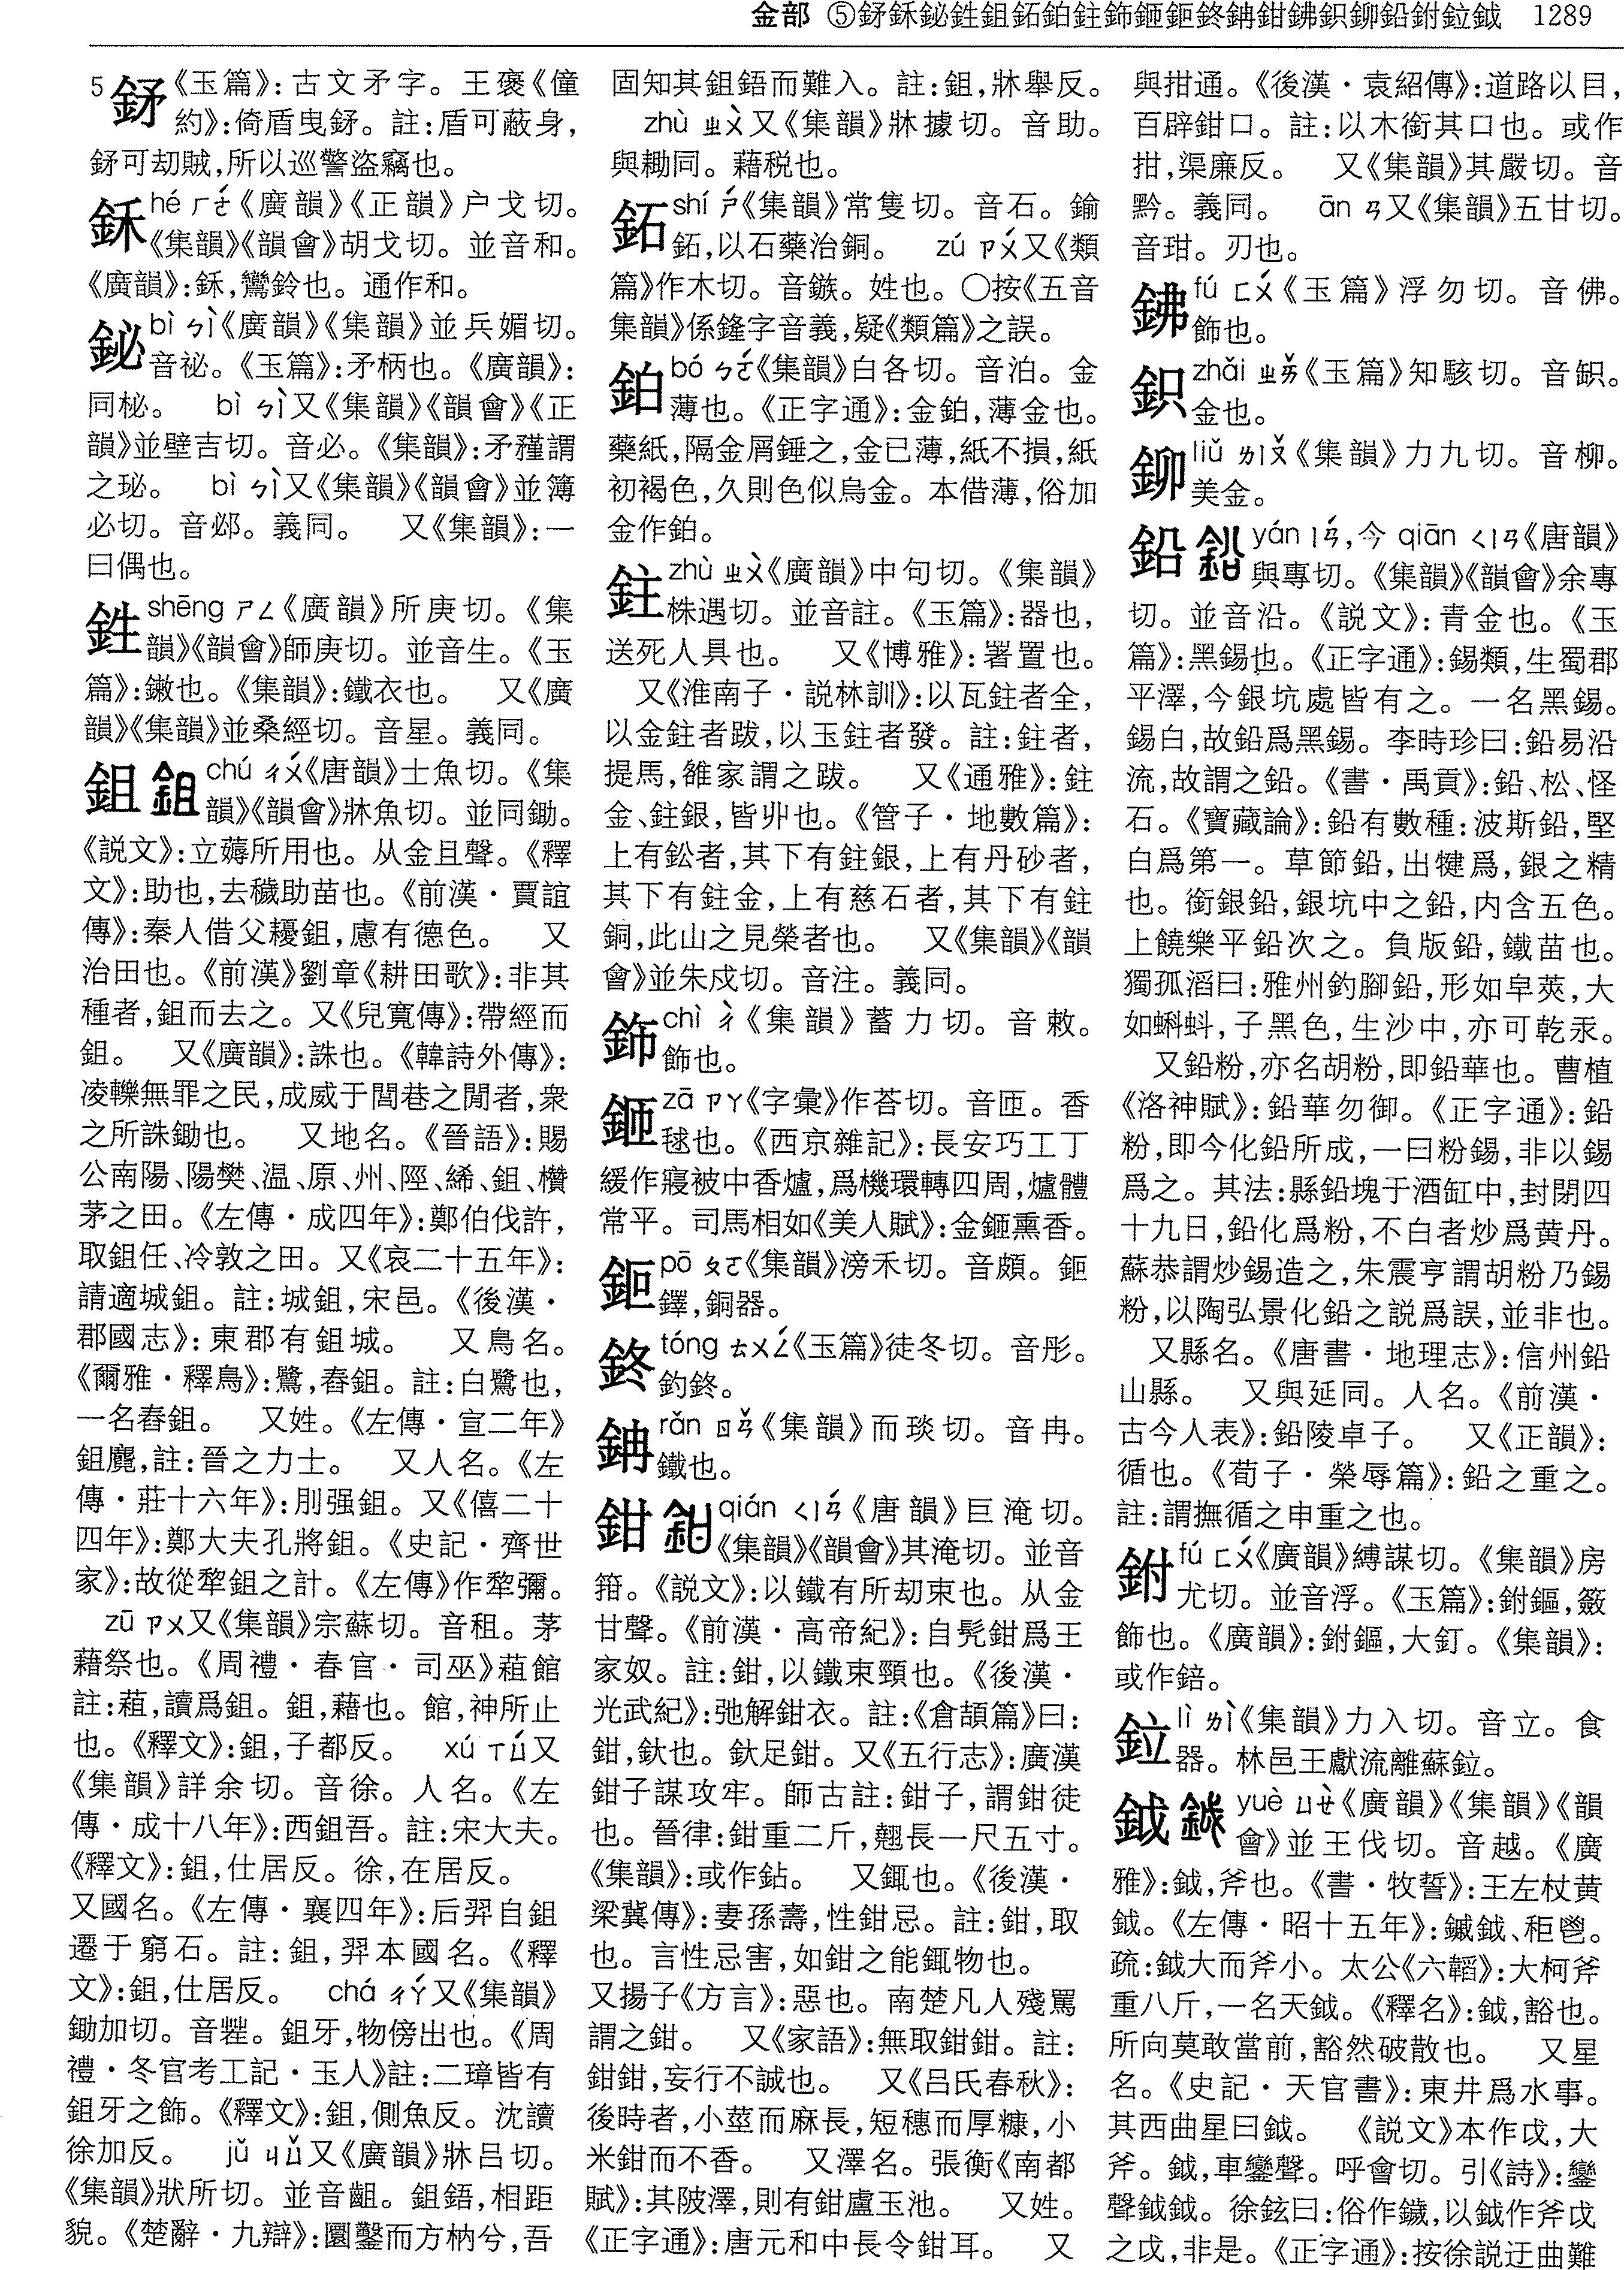 金部 ⑤釨鉌鉍鉎鉏鉐鉑鉒鉓鉔鉕鉖銏鉗鉘鉙鉚鉛鉜鉝鉞 1289
5 釨《玉篇》:古文矛字。王褒《僮
約》:倚盾曳釨。註:盾可蔽身,
釨可刧賊,所以巡警盜竊也。
鉌 hé ㄏㄜˊ《廣韻》《正韻》户戈切。
《集韻》《韻會》胡戈切。並音和。
《廣韻》:鉌,鸞鈴也。通作和。
鉍 bì ㄅㄧˋ《廣韻》《集韻》並兵媚切。
音祕。《玉篇》:矛柄也。《廣韻》:
同柲。 bì ㄅㄧˋ又《集韻》《韻會》《正
韻》並壁吉切。音必。《集韻》:矛矜謂
之珌。 bì ㄅㄧˋ又《集韻》《韻會》並簿
必切。音邲。義同。 又《集韻》:一
曰偶也。
鉎 shēng ㄕㄥ《廣韻》所庚切。《集
韻》《韻會》師庚切。並音生。《玉
篇》:鏉也。《集韻》:鐵衣也。 又《廣
韻》《集韻》並桑經切。音星。義同。
鉏 chú ㄔㄨˊ《唐韻》士魚切。《集
韻》《韻會》牀魚切。並同鋤。
《説文》:立薅所用也。从金且聲。《釋
文》:助也,去穢助苗也。《前漢·賈誼
傳》:秦人借父耰鉏,慮有德色。 又
治田也。《前漢》劉章《耕田歌》:非其
種者,鉏而去之。又《兒寬傳》:帶經而
鉏。 又《廣韻》:誅也。《韓詩外傳》:
凌轢無罪之民,成威于閭巷之閒者,衆
之所誅鋤也。 又地名。《晉語》:賜
公南陽、陽樊、温、原、州、陘、絺、鉏、欑
茅之田。《左傳·成四年》:鄭伯伐許,
取鉏任、冷敦之田。又《哀二十五年》:
請適城鉏。註:城鉏,宋邑。《後漢·
郡國志》:東郡有鉏城。 又鳥名。
《爾雅·釋鳥》:鷺,舂鉏。註:白鷺也,
一名舂鉏。 又姓。《左傳·宣二年》
鉏麑,註:晉之力士。 又人名。《左
傳·莊十六年》:刖强鉏。又《僖二十
四年》:鄭大夫孔將鉏。《史記·齊世
家》:故從犂鉏之計。《左傳》作犂彌。
zū ㄗㄨ又《集韻》宗蘇切。音租。茅
藉祭也。《周禮·春官·司巫》蒩館
註:蒩,讀爲鉏。鉏,藉也。館,神所止
也。《釋文》:鉏,子都反。 xú ㄒㄩˊ又
《集韻》詳余切。音徐。人名。《左
傳·成十八年》:西鉏吾。註:宋大夫。
《釋文》:鉏,仕居反。徐,在居反。
又國名。《左傳·襄四年》:后羿自鉏
遷于窮石。註:鉏,羿本國名。《釋
文》:鉏,仕居反。 chá ㄔㄚˊ又《集韻》
鋤加切。音𪘬。鉏牙,物傍出也。《周
禮·冬官考工記·玉人》註:二璋皆有
鉏牙之飾。《釋文》:鉏,側魚反。沈讀
徐加反。 jǔ ㄐㄩˇ又《廣韻》牀吕切。
《集韻》狀所切。並音齟。鉏鋙,相距
貌。《楚辭·九辯》:圜鑿而方枘兮,吾
固知其鉏鋙而難入。註:鉏,牀舉反。
zhù ㄓㄨˋ又《集韻》牀據切。音助。
與耡同。藉税也。
鉐 shí ㄕˊ《集韻》常隻切。音石。鍮
鉐,以石藥治銅。 zú ㄗㄨˊ又《類
篇》作木切。音鏃。姓也。○按《五音
集韻》係鏠字音義,疑《類篇》之誤。
鉑 bó ㄅㄛˊ《集韻》白各切。音泊。金
薄也。《正字通》:金鉑,薄金也。
藥紙,隔金屑錘之,金已薄,紙不損,紙
初褐色,久則色似烏金。本借薄,俗加
金作鉑。
鉒 zhù ㄓㄨˋ《廣韻》中句切。《集韻》
株遇切。並音註。《玉篇》:器也,
送死人具也。 又《博雅》:署置也。
又《淮南子·説林訓》:以瓦鉒者全,
以金鉒者跋,以玉鉒者發。註:鉒者,
提馬,雒家謂之跋。 又《通雅》:鉒
金、鉒銀,皆丱也。《管子·地數篇》:
上有鈆者,其下有鉒銀,上有丹砂者,
其下有鉒金,上有慈石者,其下有鉒
銅,此山之見榮者也。 又《集韻》《韻
會》並朱戍切。音注。義同。
鉓 chì ㄔˋ《集韻》蓄力切。音敕。
飾也。
鉔 zā ㄗㄚ《字彙》作荅切。音匝。香
毬也。《西京雜記》:長安巧工丁
緩作寢被中香爐,爲機環轉四周,爐體
常平。司馬相如《美人賦》:金鉔熏香。
鉕 pō ㄆㄛ《集韻》滂禾切。音頗。鉕
鑼,銅器。
鉖 tóng ㄊㄨㄥˊ《玉篇》徒冬切。音彤。
釣鉖。
䤡 rǎn ㄖㄢˇ《集韻》而琰切。音冉。
鐵也。
鉗 qián ㄑㄧㄢˊ《唐韻》巨淹切。
《集韻》《韻會》其淹切。並音
箝。《説文》:以鐵有所刧束也。从金
甘聲。《前漢·高帝紀》:自髠鉗爲王
家奴。註:鉗,以鐵束頸也。《後漢·
光武紀》:弛解鉗衣。註:《倉頡篇》曰:
鉗,釱也。釱足鉗。又《五行志》:廣漢
鉗子謀攻牢。師古註:鉗子,謂鉗徒
也。晉律:鉗重二斤,翹長一尺五寸。
《集韻》:或作鉆。 又鑷也。《後漢·
梁冀傳》:妻孫壽,性鉗忌。註:鉗,取
也。言性忌害,如鉗之能鑷物也。
又揚子《方言》:惡也。南楚凡人殘罵
謂之鉗。 又《家語》:無取鉗鉗。註:
鉗鉗,妄行不誠也。 又《吕氏春秋》:
後時者,小莖而麻長,短穗而厚糠,小
米鉗而不香。 又澤名。張衡《南都
賦》:其陂澤,則有鉗盧玉池。 又姓。
《正字通》:唐元和中長令鉗耳。 又
與拑通。《後漢·袁紹傳》:道路以目,
百辟鉗口。註:以木銜其口也。或作
拑,渠廉反。 又《集韻》其嚴切。音
黔。義同。 ān ㄢ又《集韻》五甘切。
音玵。刃也。
鉘 fú ㄈㄨˊ《玉篇》浮勿切。音佛。
飾也。
鉙 zhǎi ㄓㄞˇ《玉篇》知駭切。音䤩。
金也。
鉚 liǔ ㄌㄧㄡˇ《集韻》力九切。音柳。
美金。
鉛 yán ㄧㄢˊ,今 qiān ㄑㄧㄢ《唐韻》
與專切。《集韻》《韻會》余專
切。並音沿。《説文》:青金也。《玉
篇》:黑錫也。《正字通》:錫類,生蜀郡
平澤,今銀坑處皆有之。一名黑錫。
錫白,故鉛爲黑錫。李時珍曰:鉛易沿
流,故謂之鉛。《書·禹貢》:鉛、松、怪
石。《寶藏論》:鉛有數種:波斯鉛,堅
白爲第一。草節鉛,出犍爲,銀之精
也。銜銀鉛,銀坑中之鉛,内含五色。
上饒樂平鉛次之。負版鉛,鐵苗也。
獨孤滔曰:雅州釣腳鉛,形如皁莢,大
如蝌蚪,子黑色,生沙中,亦可乾汞。
又鉛粉,亦名胡粉,即鉛華也。曹植
《洛神賦》:鉛華勿御。《正字通》:鉛
粉,即今化鉛所成,一曰粉錫,非以錫
爲之。其法:縣鉛塊于酒缸中,封閉四
十九日,鉛化爲粉,不白者炒爲黄丹。
蘇恭謂炒錫造之,朱震亨謂胡粉乃錫
粉,以陶弘景化鉛之説爲誤,並非也。
又縣名。《唐書·地理志》:信州鉛
山縣。 又與延同。人名。《前漢·
古今人表》:鉛陵卓子。 又《正韻》:
循也。《荀子·榮辱篇》:鉛之重之。
註:謂撫循之申重之也。
鉜 fú ㄈㄨˊ《廣韻》縛謀切。《集韻》房
尤切。並音浮。《玉篇》:鉜鏂,籢
飾也。《廣韻》:鉜鏂,大釘。《集韻》:
或作錇。
鉝 lì ㄌㄧˋ《集韻》力入切。音立。食
器。林邑王獻流離蘇鉝。
鉞 yuè ㄩㄝˋ《廣韻》《集韻》《韻
會》並王伐切。音越。《廣
雅》:鉞,斧也。《書·牧誓》:王左杖黄
鉞。《左傳·昭十五年》:鏚鉞、秬鬯。
疏:鉞大而斧小。太公《六韜》:大柯斧
重八斤,一名天鉞。《釋名》:鉞,豁也。
所向莫敢當前,豁然破散也。 又星
名。《史記·天官書》:東井爲水事。
其西曲星曰鉞。 《説文》本作戉,大
斧。鉞,車鑾聲。呼會切。引《詩》:鑾
聲鉞鉞。徐鉉曰:俗作鐬,以鉞作斧戉
之戉,非是。《正字通》:按徐説迂曲難